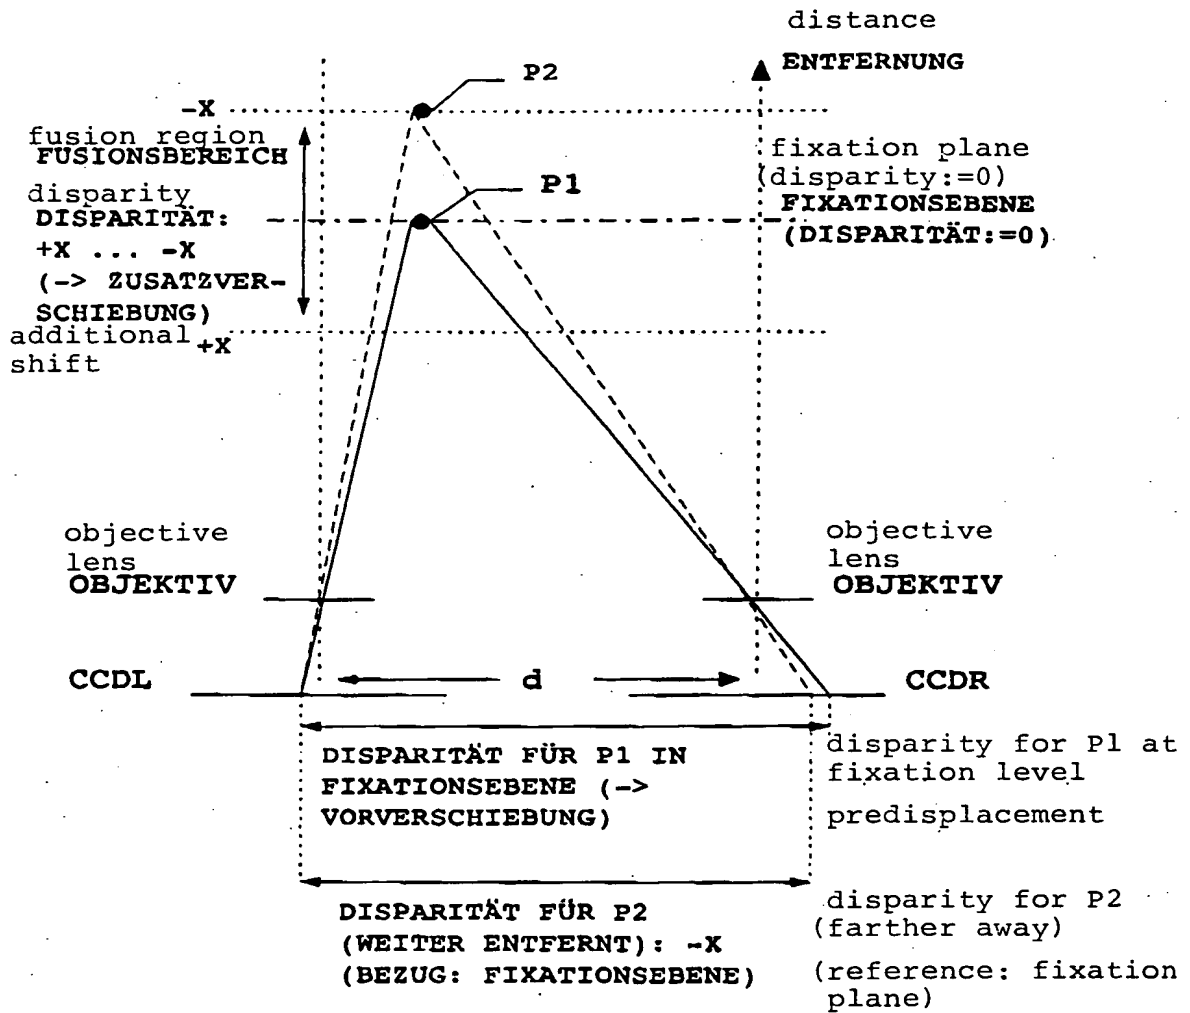 distance
ENTFERNUNG
P2
-X
fusion region
FUSIONSBEREICH
fixation plane
(disparity:=0)
FIXATIONSEBENE
(DISPARITÄT:=0)
P1
disparity
DISPARITÄT:
+X ... -X
(-> ZUSATZVER-
SCHIEBUNG)
additional
shift
+X
objective
lens
OBJEKTIV
objective
lens
OBJEKTIV
CCDL
d
CCDR
DISPARITÄT FÜR P1 IN
FIXATIONSEBENE (->
VORVERSCHIEBUNG)
disparity for P1 at
fixation level
predisplacement
DISPARITÄT FÜR P2
(WEITER ENTFERNT): -X
(BEZUG: FIXATIONSEBENE)
disparity for P2
(farther away)
(reference: fixation
plane)